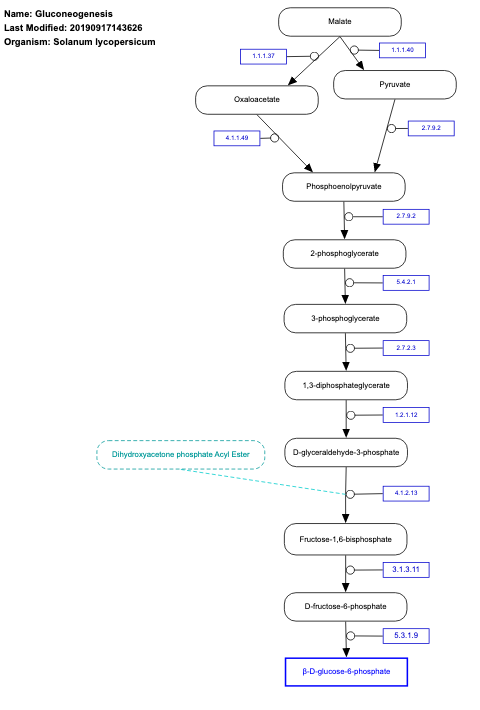 Name: Gluconeogenesis
Last Modified: 20190917143626
Organism: Solanum lycopersicum
Malate
1.1.1.37
1.1.1.40
Pyruvate
Oxaloacetate
2.7.9.2
4.1.1.49
Phosphoenolpyruvate
2.7.9.2
2-phosphoglycerate
5.4.2.1
3-phosphoglycerate
2.7.2.3
1,3-diphosphateglycerate
1.2.1.12
Dihydroxyacetone phosphate Acyl Ester
D-glyceraldehyde-3-phosphate
4.1.2.13
Fructose-1,6-bisphosphate
3.1.3.11
D-fructose-6-phosphate
5.3.1.9
β-D-glucose-6-phosphate